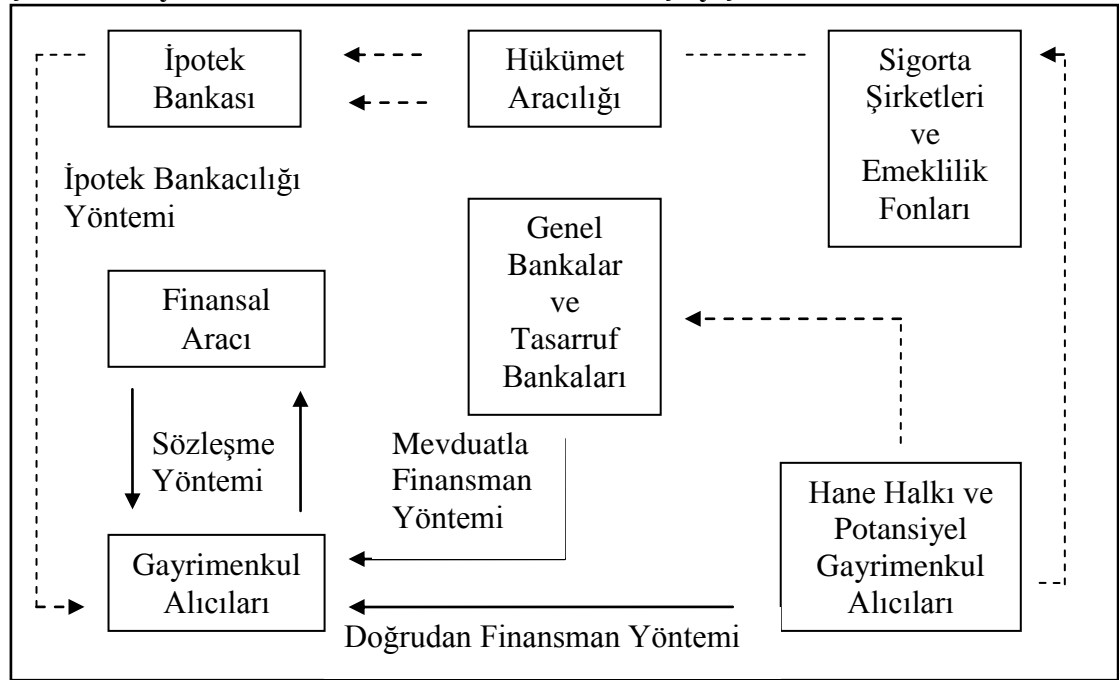 İpotek
Bankası
Hükümet
Aracılığı
Sigorta
Şirketleri
ve
Emeklilik
Fonları
İpotek Bankacılığı
Yöntemi
Genel
Bankalar
ve
Tasarruf
Bankaları
Finansal
Aracı
Sözleşme
Yöntemi
Mevduatla
Finansman
Yöntemi
Hane Halkı ve
Potansiyel
Gayrimenkul
Alıcıları
Gayrimenkul
Alıcıları
Doğrudan Finansman Yöntemi